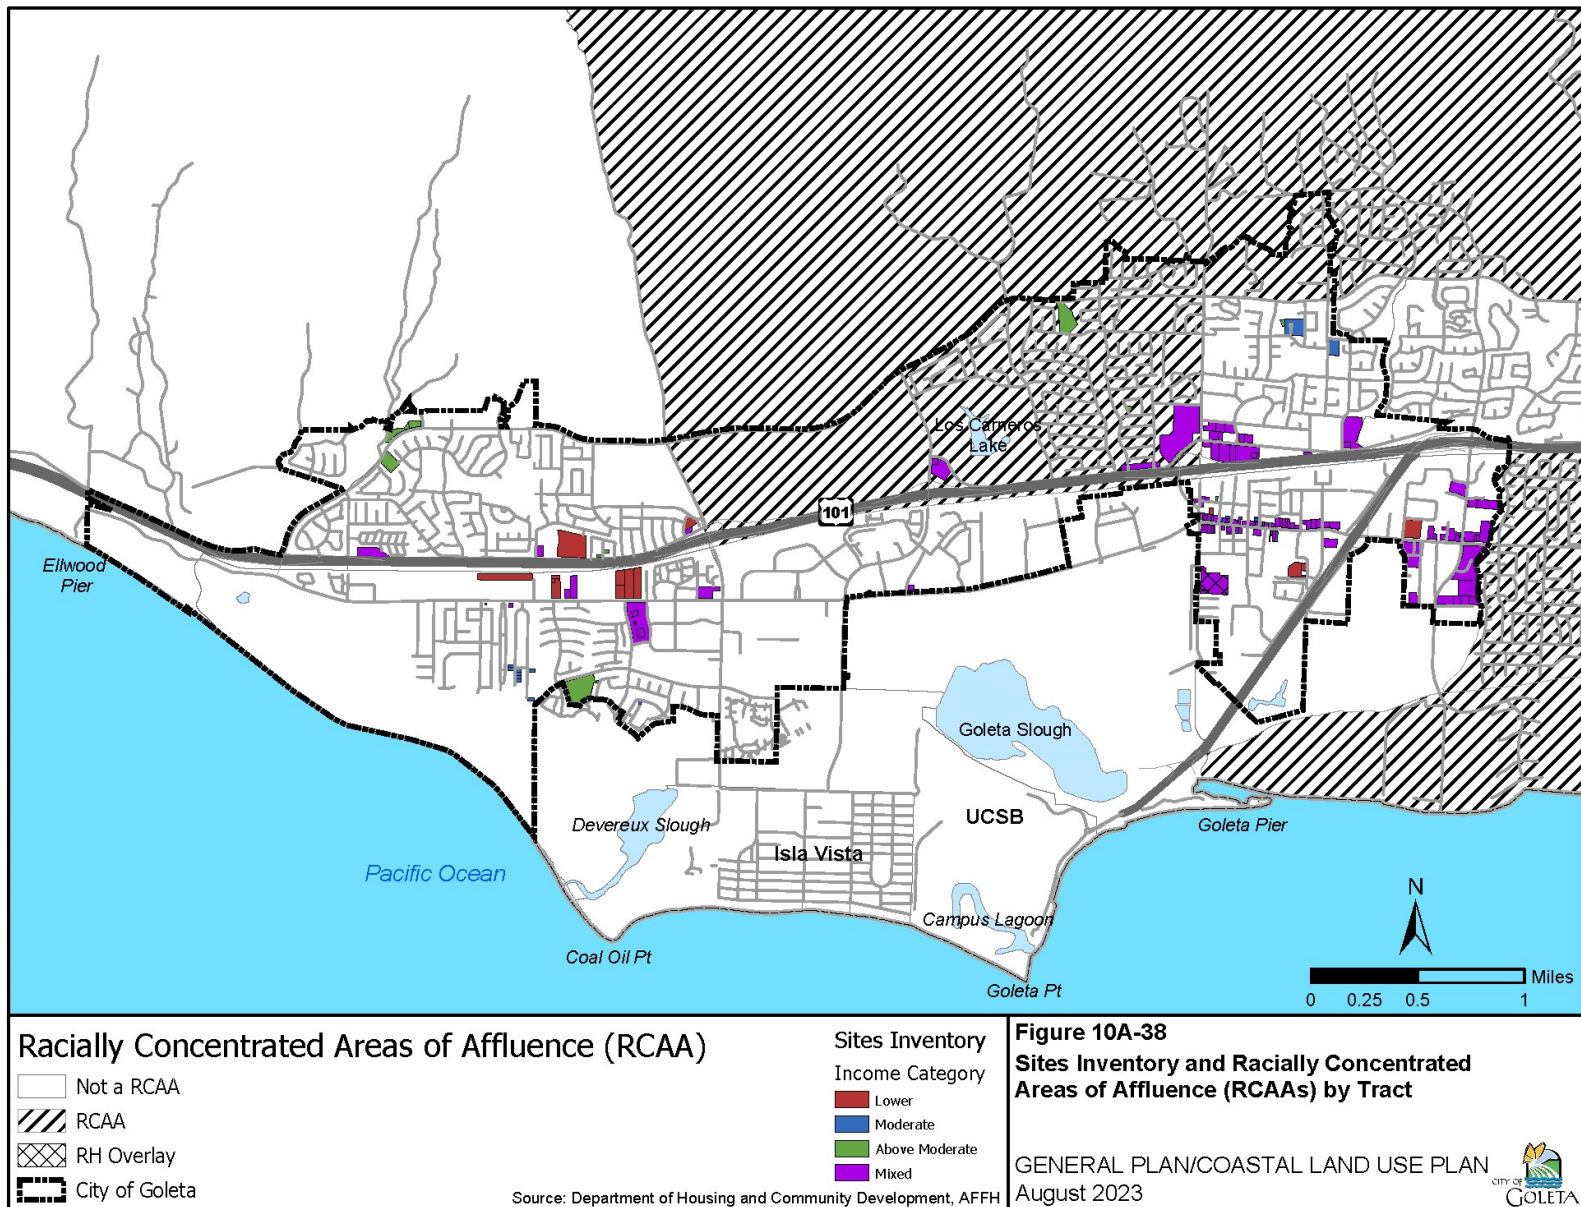 Los Carneros
Lake
101
Ellwood
Pier
Goleta Slough
UCSB
Goleta Pier
Devereux Slough
Isla Vista
Pacific Ocean
Campus Lagoon
Coal Oil Pt
Goleta Pt
N
Miles
0 0.25 0.5 1
Racially Concentrated Areas of Affluence (RCAA)
Not a RCAA
RCAA
RH Overlay
City of Goleta
Sites Inventory
Income Category
Lower
Moderate
Above Moderate
Mixed
Source: Department of Housing and Community Development, AFFH
Figure 10A-38
Sites Inventory and Racially Concentrated
Areas of Affluence (RCAAs) by Tract
GENERAL PLAN/COASTAL LAND USE PLAN
August 2023
CITY OF
GOLETA